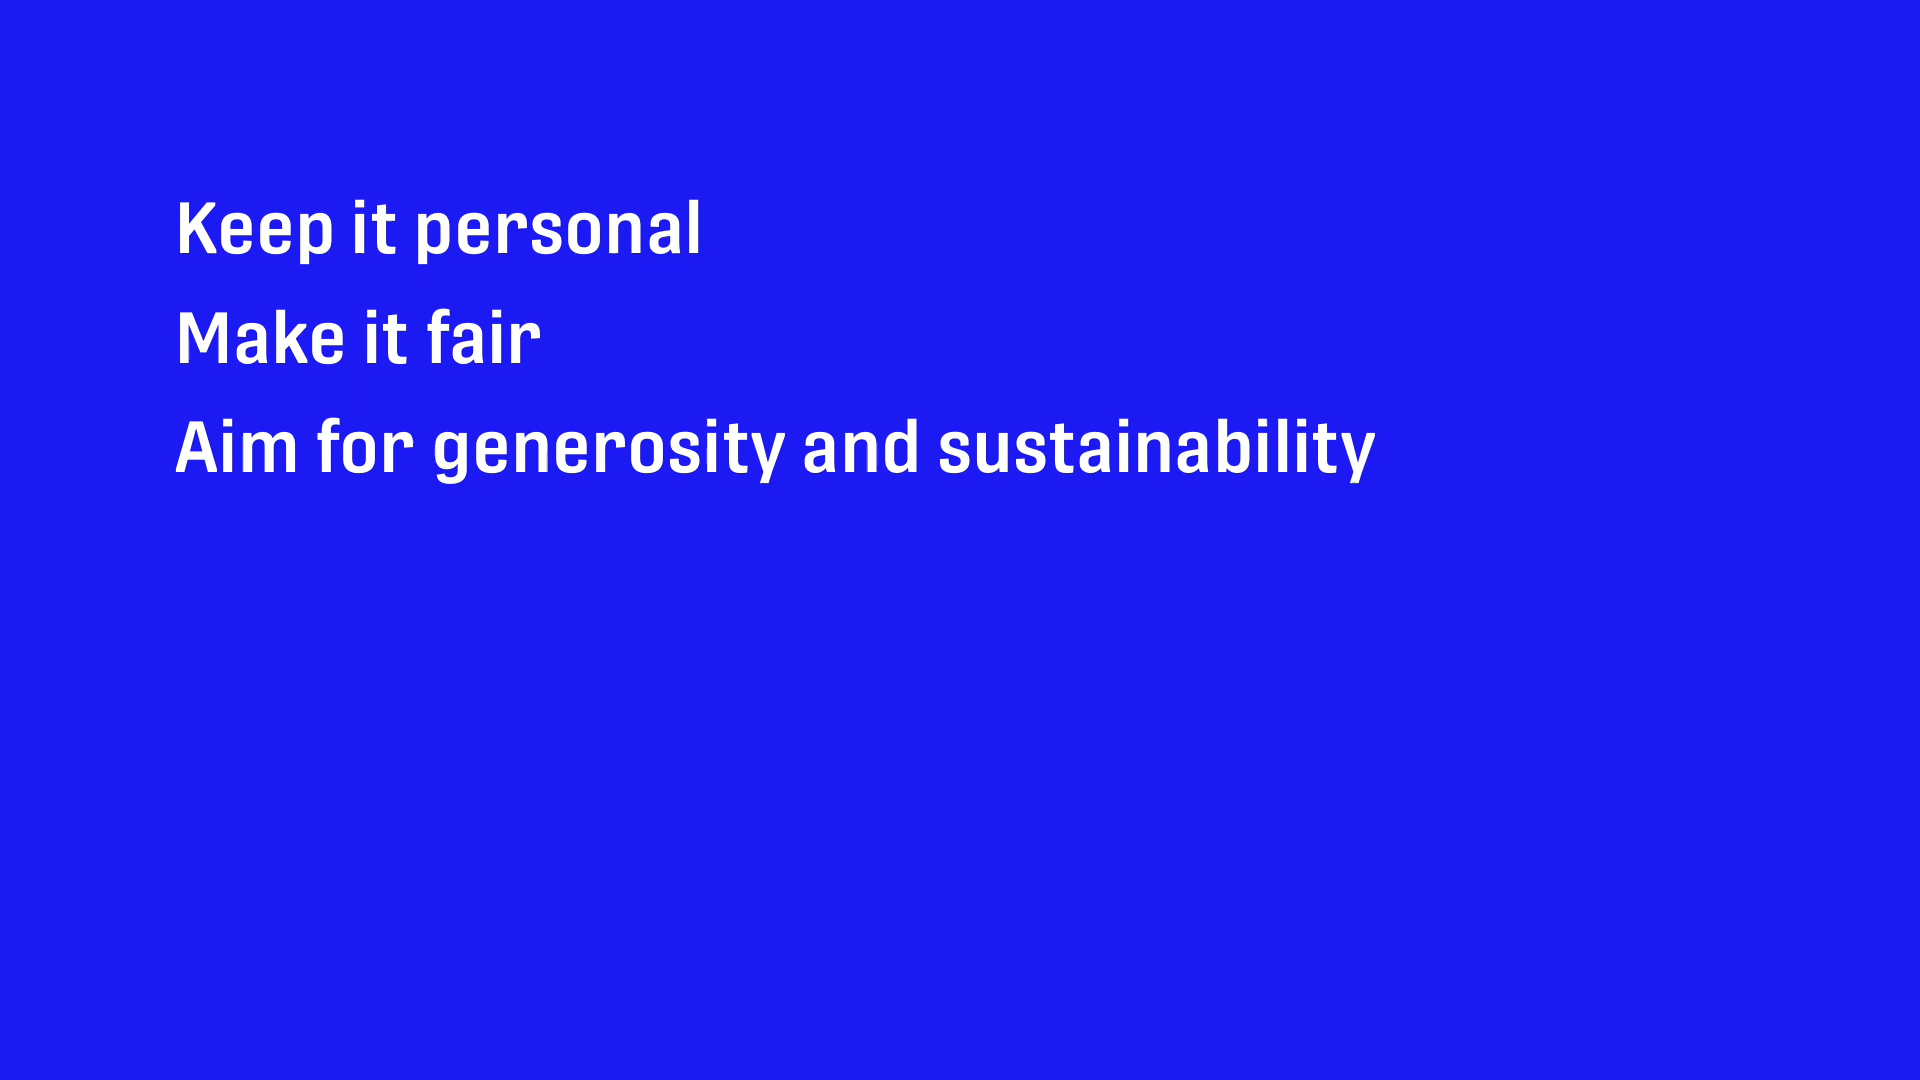 Keep it personal
Make it fair
Aim for generosity and sustainability